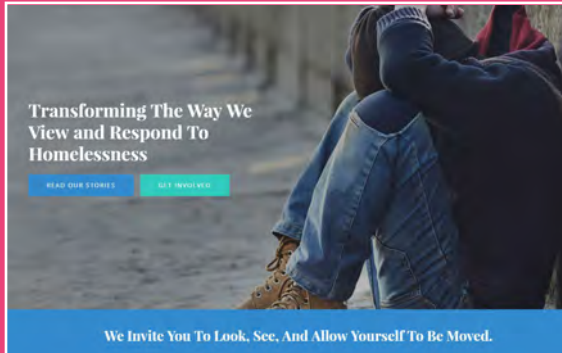 Transforming The Way We
View and Respond To
Homelessness
READ OUR STORIES
GET INVOLVED
We Invite You To Look, See, And Allow Yourself To Be Moved.